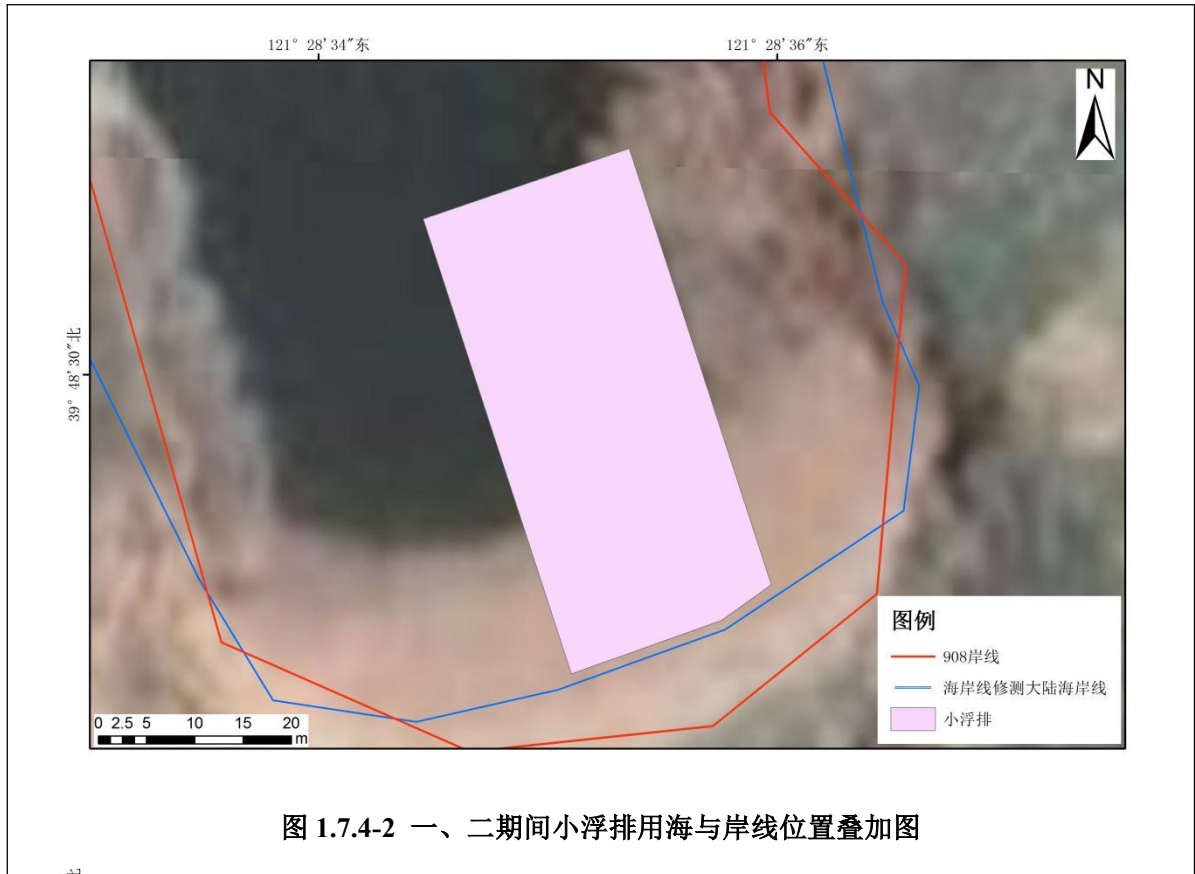 121° 28′34″东
121° 28′36″东
N
39° 48′30″北
图例
908岸线
海岸线修测大陆海岸线
小浮排
0 2.5 5 10 15 20
m
图 1.7.4-2 一、二期间小浮排用海与岸线位置叠加图